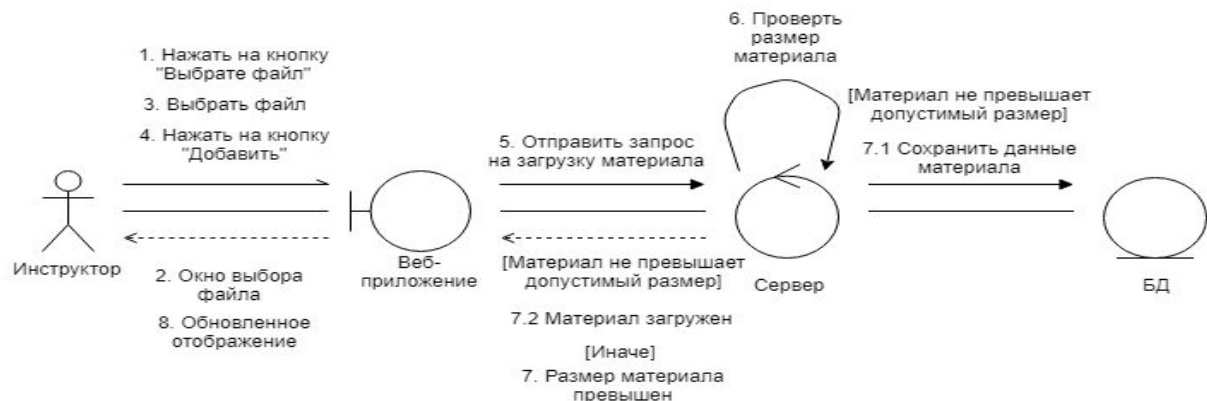 1. Нажать на кнопку
"Выбрате файл"
3. Выбрать файл
4. Нажать на кнопку
"Добавить"
Инструктор
2. Окно выбора
файла
8. Обновленное
отображение
Веб-
приложение
5. Отправить запрос
на загрузку материала
[Материал не превышает
допустимый размер]
7.2 Материал загружен
[Иначе]
7. Размер материала
превышен
6. Проверть
размер
материала
Сервер
[Материал не превышает
допустимый размер]
7.1 Сохранить данные
материала
БД